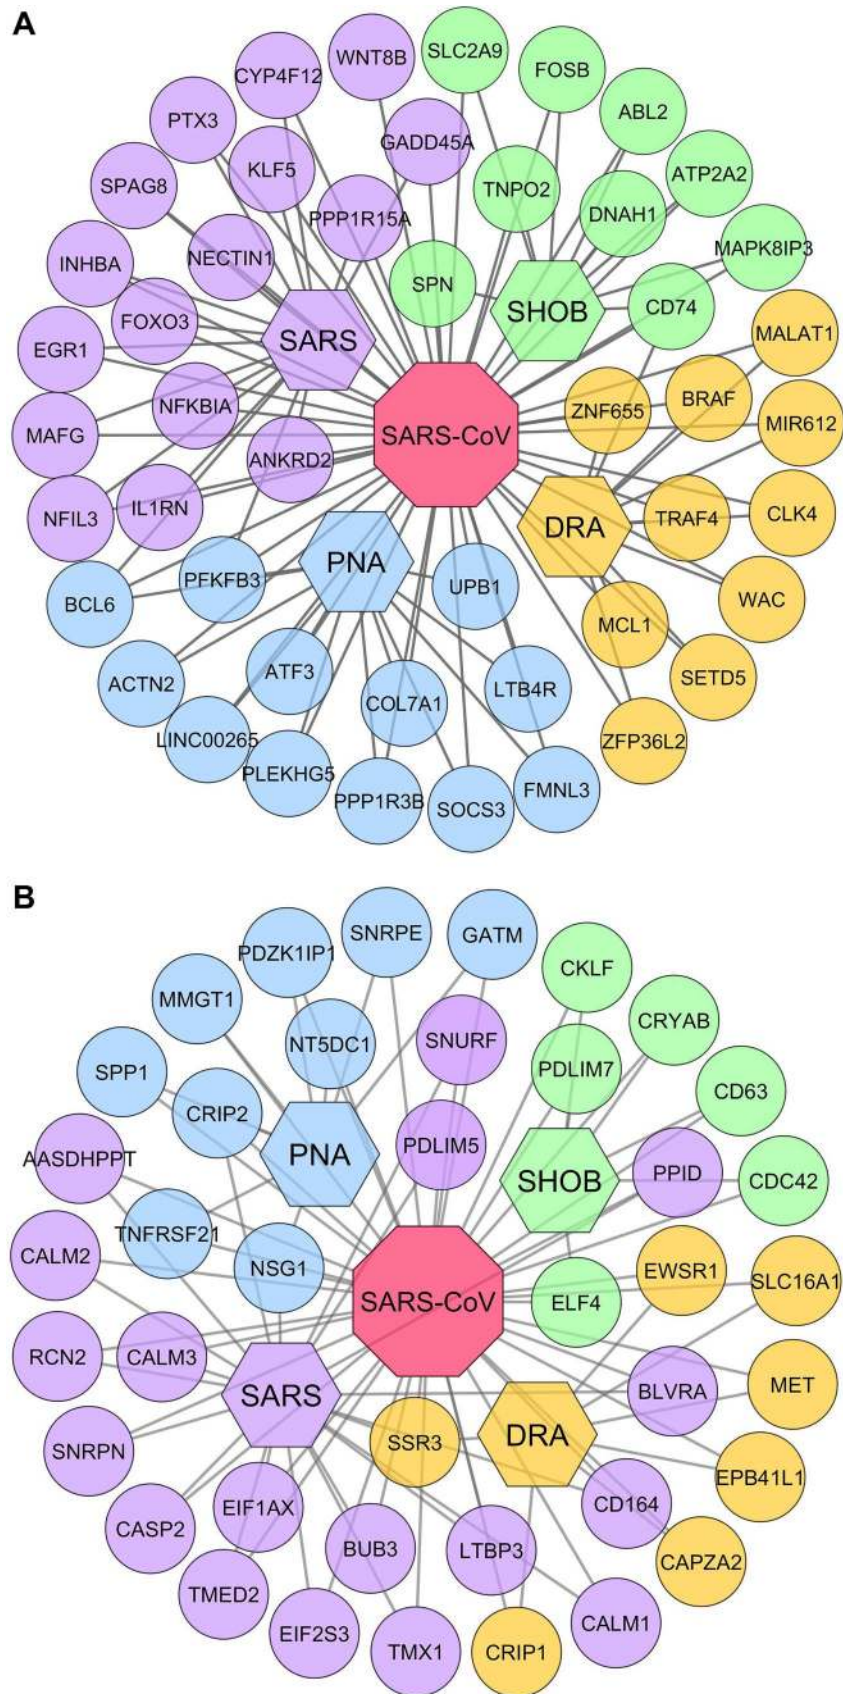 A
WNT8B
SLC2A9
CYP4F12
FOSB
ABL2
PTX3
GADD45A
KLF5
ATP2A2
SPAG8
TNPO2
PPP1R15A
DNAH1
MAPK8IP3
NECTIN1
INHBA
SPN
SHOB
CD74
FOXO3
SARS
MALAT1
EGR1
BRAF
NFKBIA
ZNF655
MIR612
MAFG
SARS-CoV
ANKRD2
NFIL3
IL1RN
CLK4
TRAF4
DRA
PNA
PFKFB3
UPB1
BCL6
WAC
MCL1
ATF3
ACTN2
SETD5
LTB4R
COL7A1
LINC00265
ZFP36L2
PLEKHG5
FMNL3
PPP1R3B
SOCS3
B
SNRPE
GATM
PDZK1IP1
CKLF
MMGT1
CRYAB
NT5DC1
SNURF
PDLIM7
SPP1
CD63
CRIP2
PDLIM5
PNA
AASDHPPT
PPID
SHOB
CDC42
TNFRSF21
CALM2
NSG1
EWSR1
SLC16A1
SARS-CoV
ELF4
RCN2
CALM3
MET
BLVRA
SARS
DRA
SSR3
SNRPN
EPB41L1
CD164
EIF1AX
CASP2
BUB3
LTBP3
CAPZA2
TMED2
CALM1
EIF2S3
TMX1
CRIP1